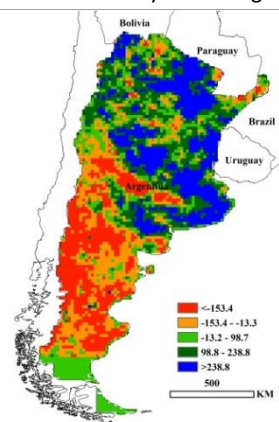 Bolivia
Paraguay
Brazil
Uruguay
Argentina
<-153.4
-153.4 - -13.3
-13.2 - 98.7
98.8 - 238.8
>238.8
500
KM